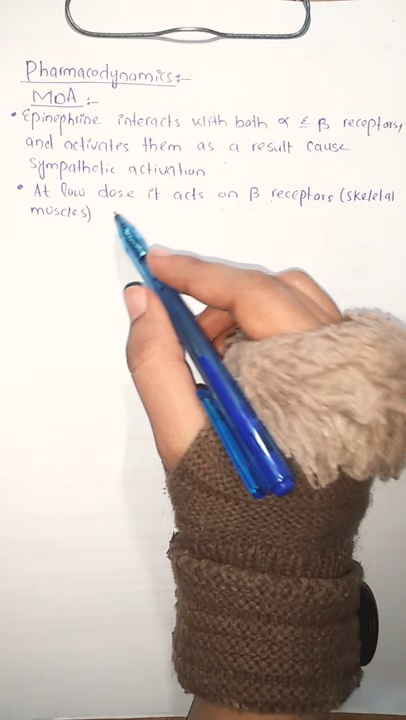 Pharmacodynamics:-
MOA:-
• Epinephrine interacts with both α & β receptors,
and activates them as a result cause
sympathetic activation
• At low dose it acts on β receptors (skeletal
muscles)